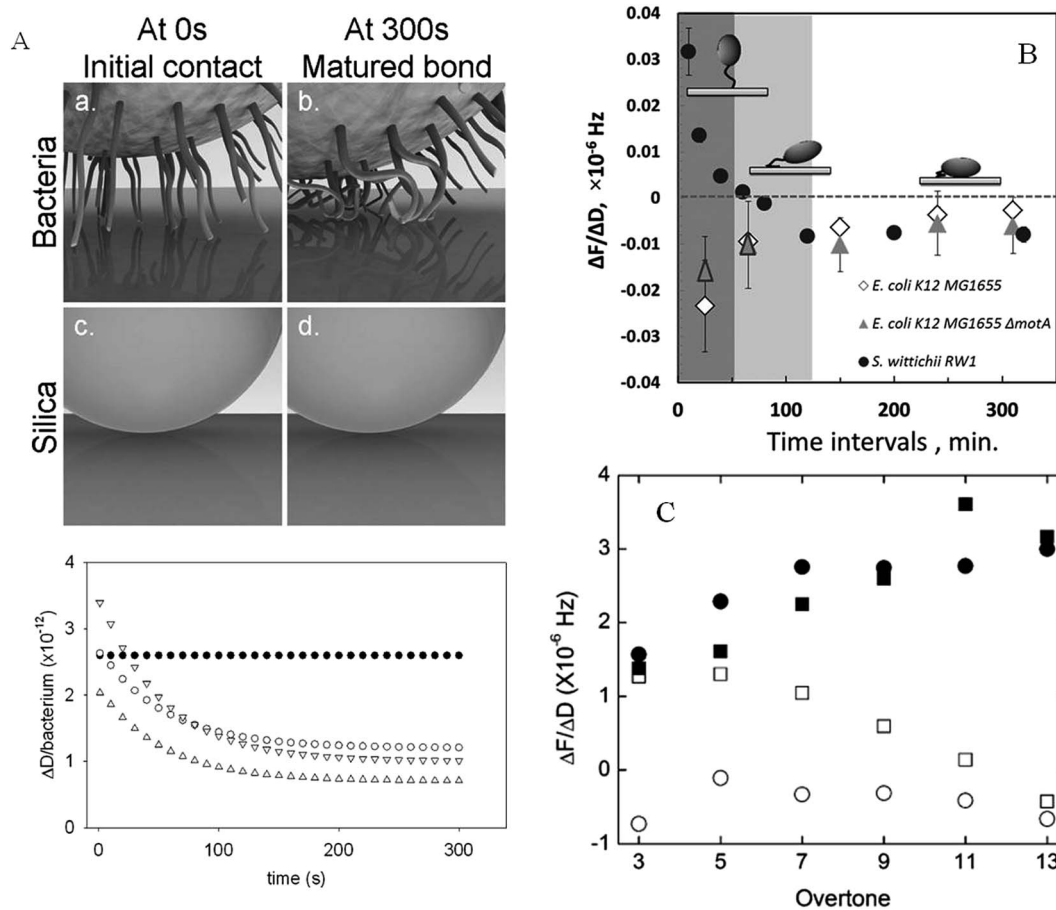 A
At 0s
Initial contact
At 300s
Matured bond
Bacteria
a.
b.
Silica
c.
d.
ΔD/bacterium (x10⁻¹²)
4
3
2
1
0
0
100
200
300
time (s)
B
ΔF/ΔD, ×10⁻⁶ Hz
0.04
0.03
0.02
0.01
0
-0.01
-0.02
-0.03
-0.04
E. coli K12 MG1655
E. coli K12 MG1655 ΔmotA
S. wittichii RW1
0
100
200
300
Time intervals , min.
C
ΔF/ΔD (X10⁻⁶ Hz)
4
3
2
1
0
-1
3
5
7
9
11
13
Overtone